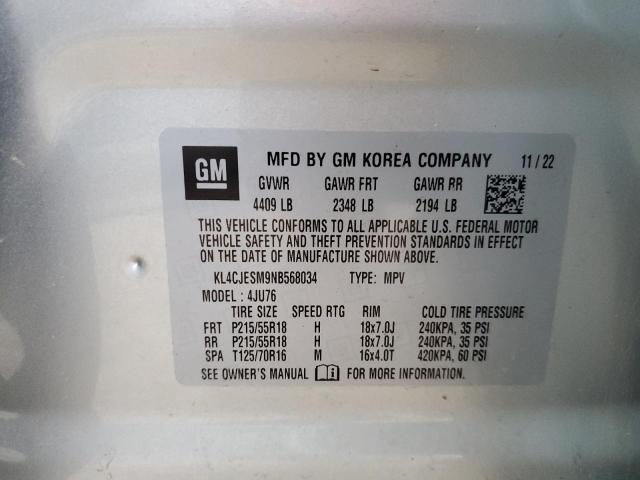 GM MFD BY GM KOREA COMPANY 11 / 22
GVWR GAWR FRT GAWR RR
4409 LB 2348 LB 2194 LB
THIS VEHICLE CONFORMS TO ALL APPLICABLE U.S. FEDERAL MOTOR
VEHICLE SAFETY AND THEFT PREVENTION STANDARDS IN EFFECT
ON THE DATE OF MANUFACTURE SHOWN ABOVE.
KL4CJESM9NB568034 TYPE: MPV
MODEL : 4JU76
TIRE SIZE SPEED RTG RIM COLD TIRE PRESSURE
FRT P215/55R18 H 18x7.0J 240KPA, 35 PSI
RR P215/55R18 H 18x7.0J 240KPA, 35 PSI
SPA T125/70R16 M 16x4.0T 420KPA, 60 PSI
SEE OWNER'S MANUAL FOR MORE INFORMATION.